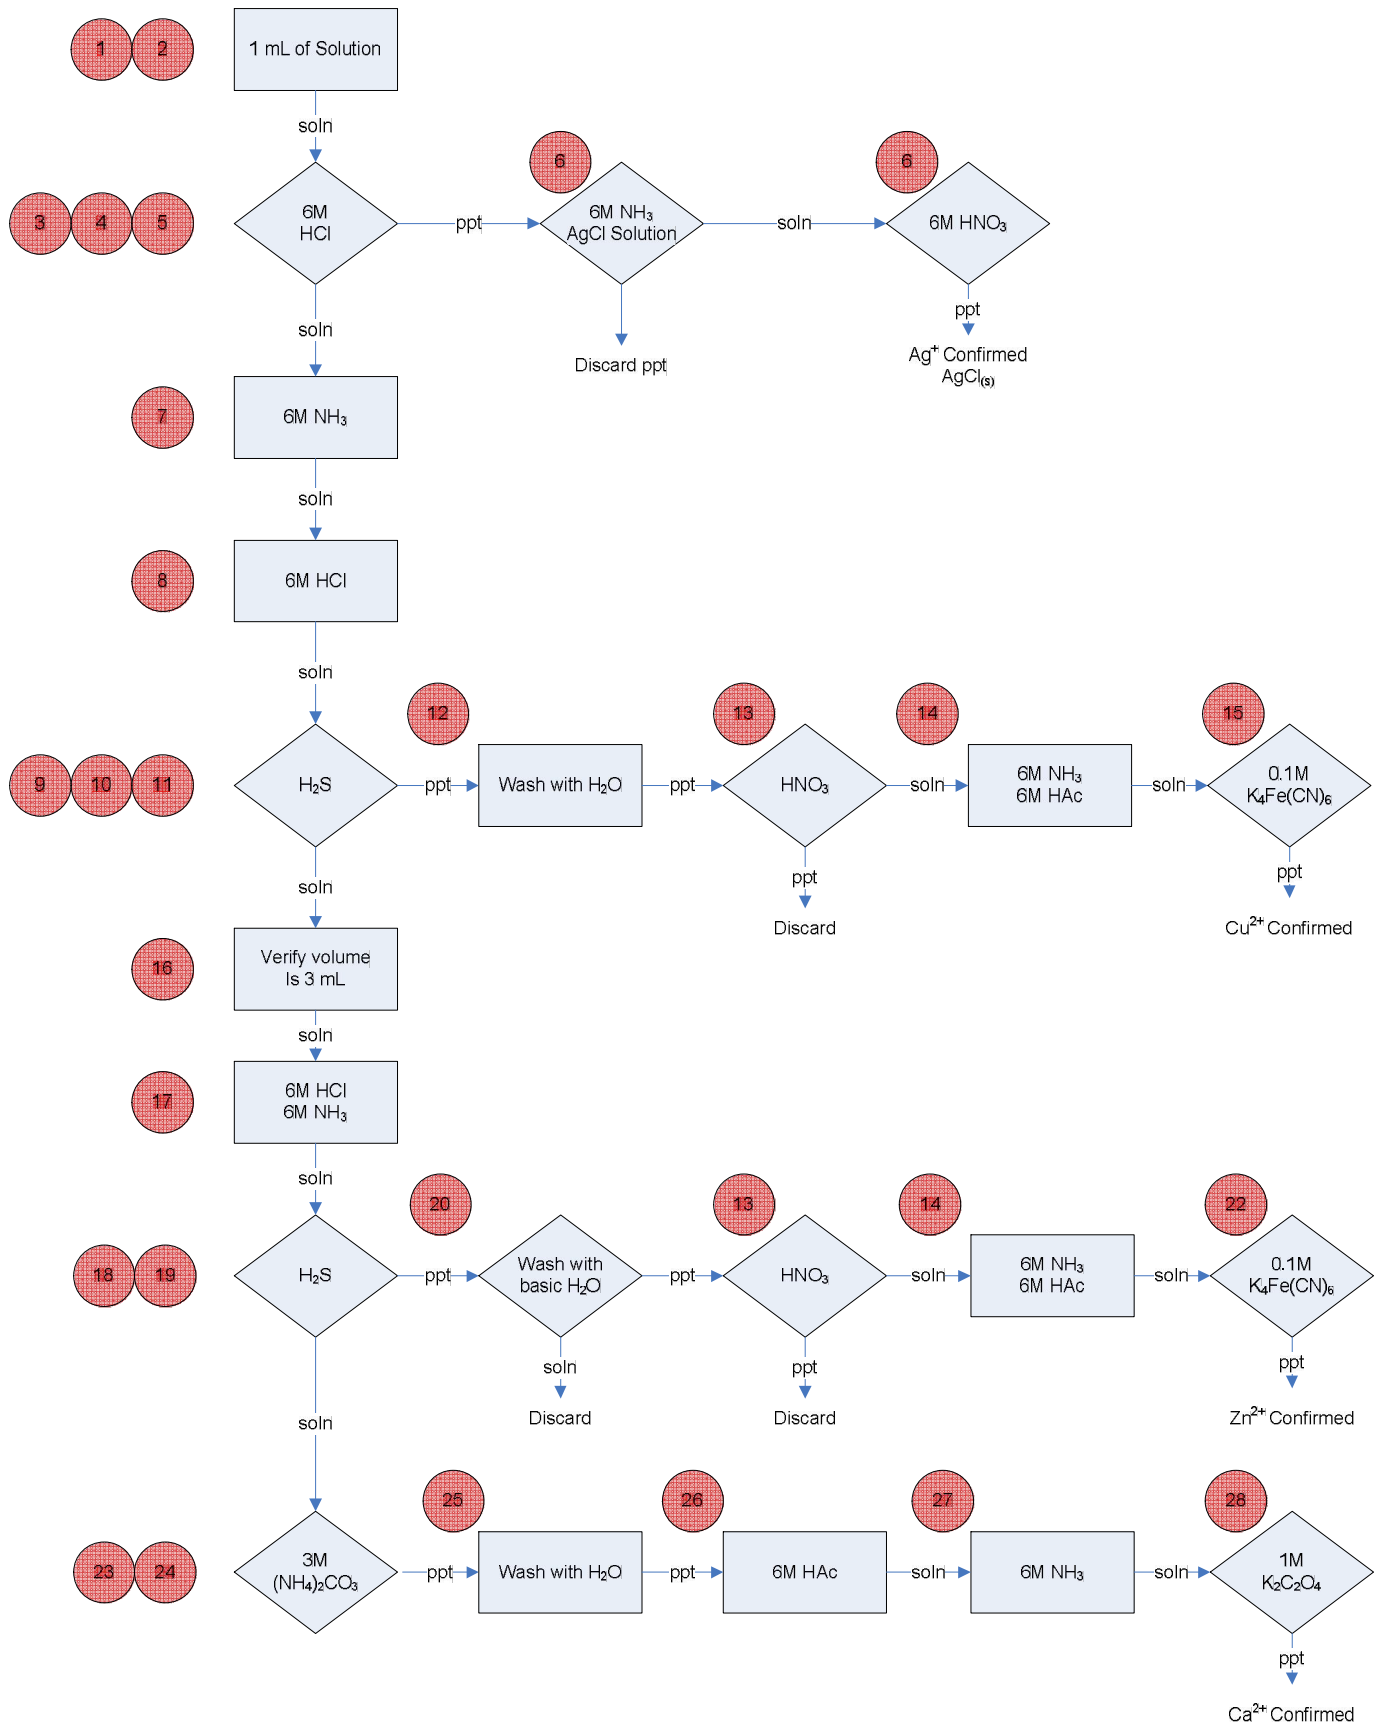 1 2 1 mL of Solution
soln
6 6
3 4 5 6M
HCl ppt 6M NH₃
AgCl Solution soln 6M HNO₃
soln ppt
Discard ppt Ag⁺ Confirmed
AgCl₍s₎
7 6M NH₃
soln
8 6M HCl
soln
12 13 14 15
9 10 11 H₂S ppt Wash with H₂O ppt HNO₃ soln 6M NH₃
6M HAc soln 0.1M
K₄Fe(CN)₆
soln ppt ppt
Discard Cu²⁺ Confirmed
16 Verify volume
Is 3 mL
soln
17 6M HCl
6M NH₃
soln
20 13 14 22
18 19 H₂S ppt Wash with
basic H₂O ppt HNO₃ soln 6M NH₃
6M HAc soln 0.1M
K₄Fe(CN)₆
soln ppt ppt
Discard Discard Zn²⁺ Confirmed
soln
25 26 27 28
23 24 3M
(NH₄)₂CO₃ ppt Wash with H₂O ppt 6M HAc soln 6M NH₃ soln 1M
K₂C₂O₄
ppt
Ca²⁺ Confirmed